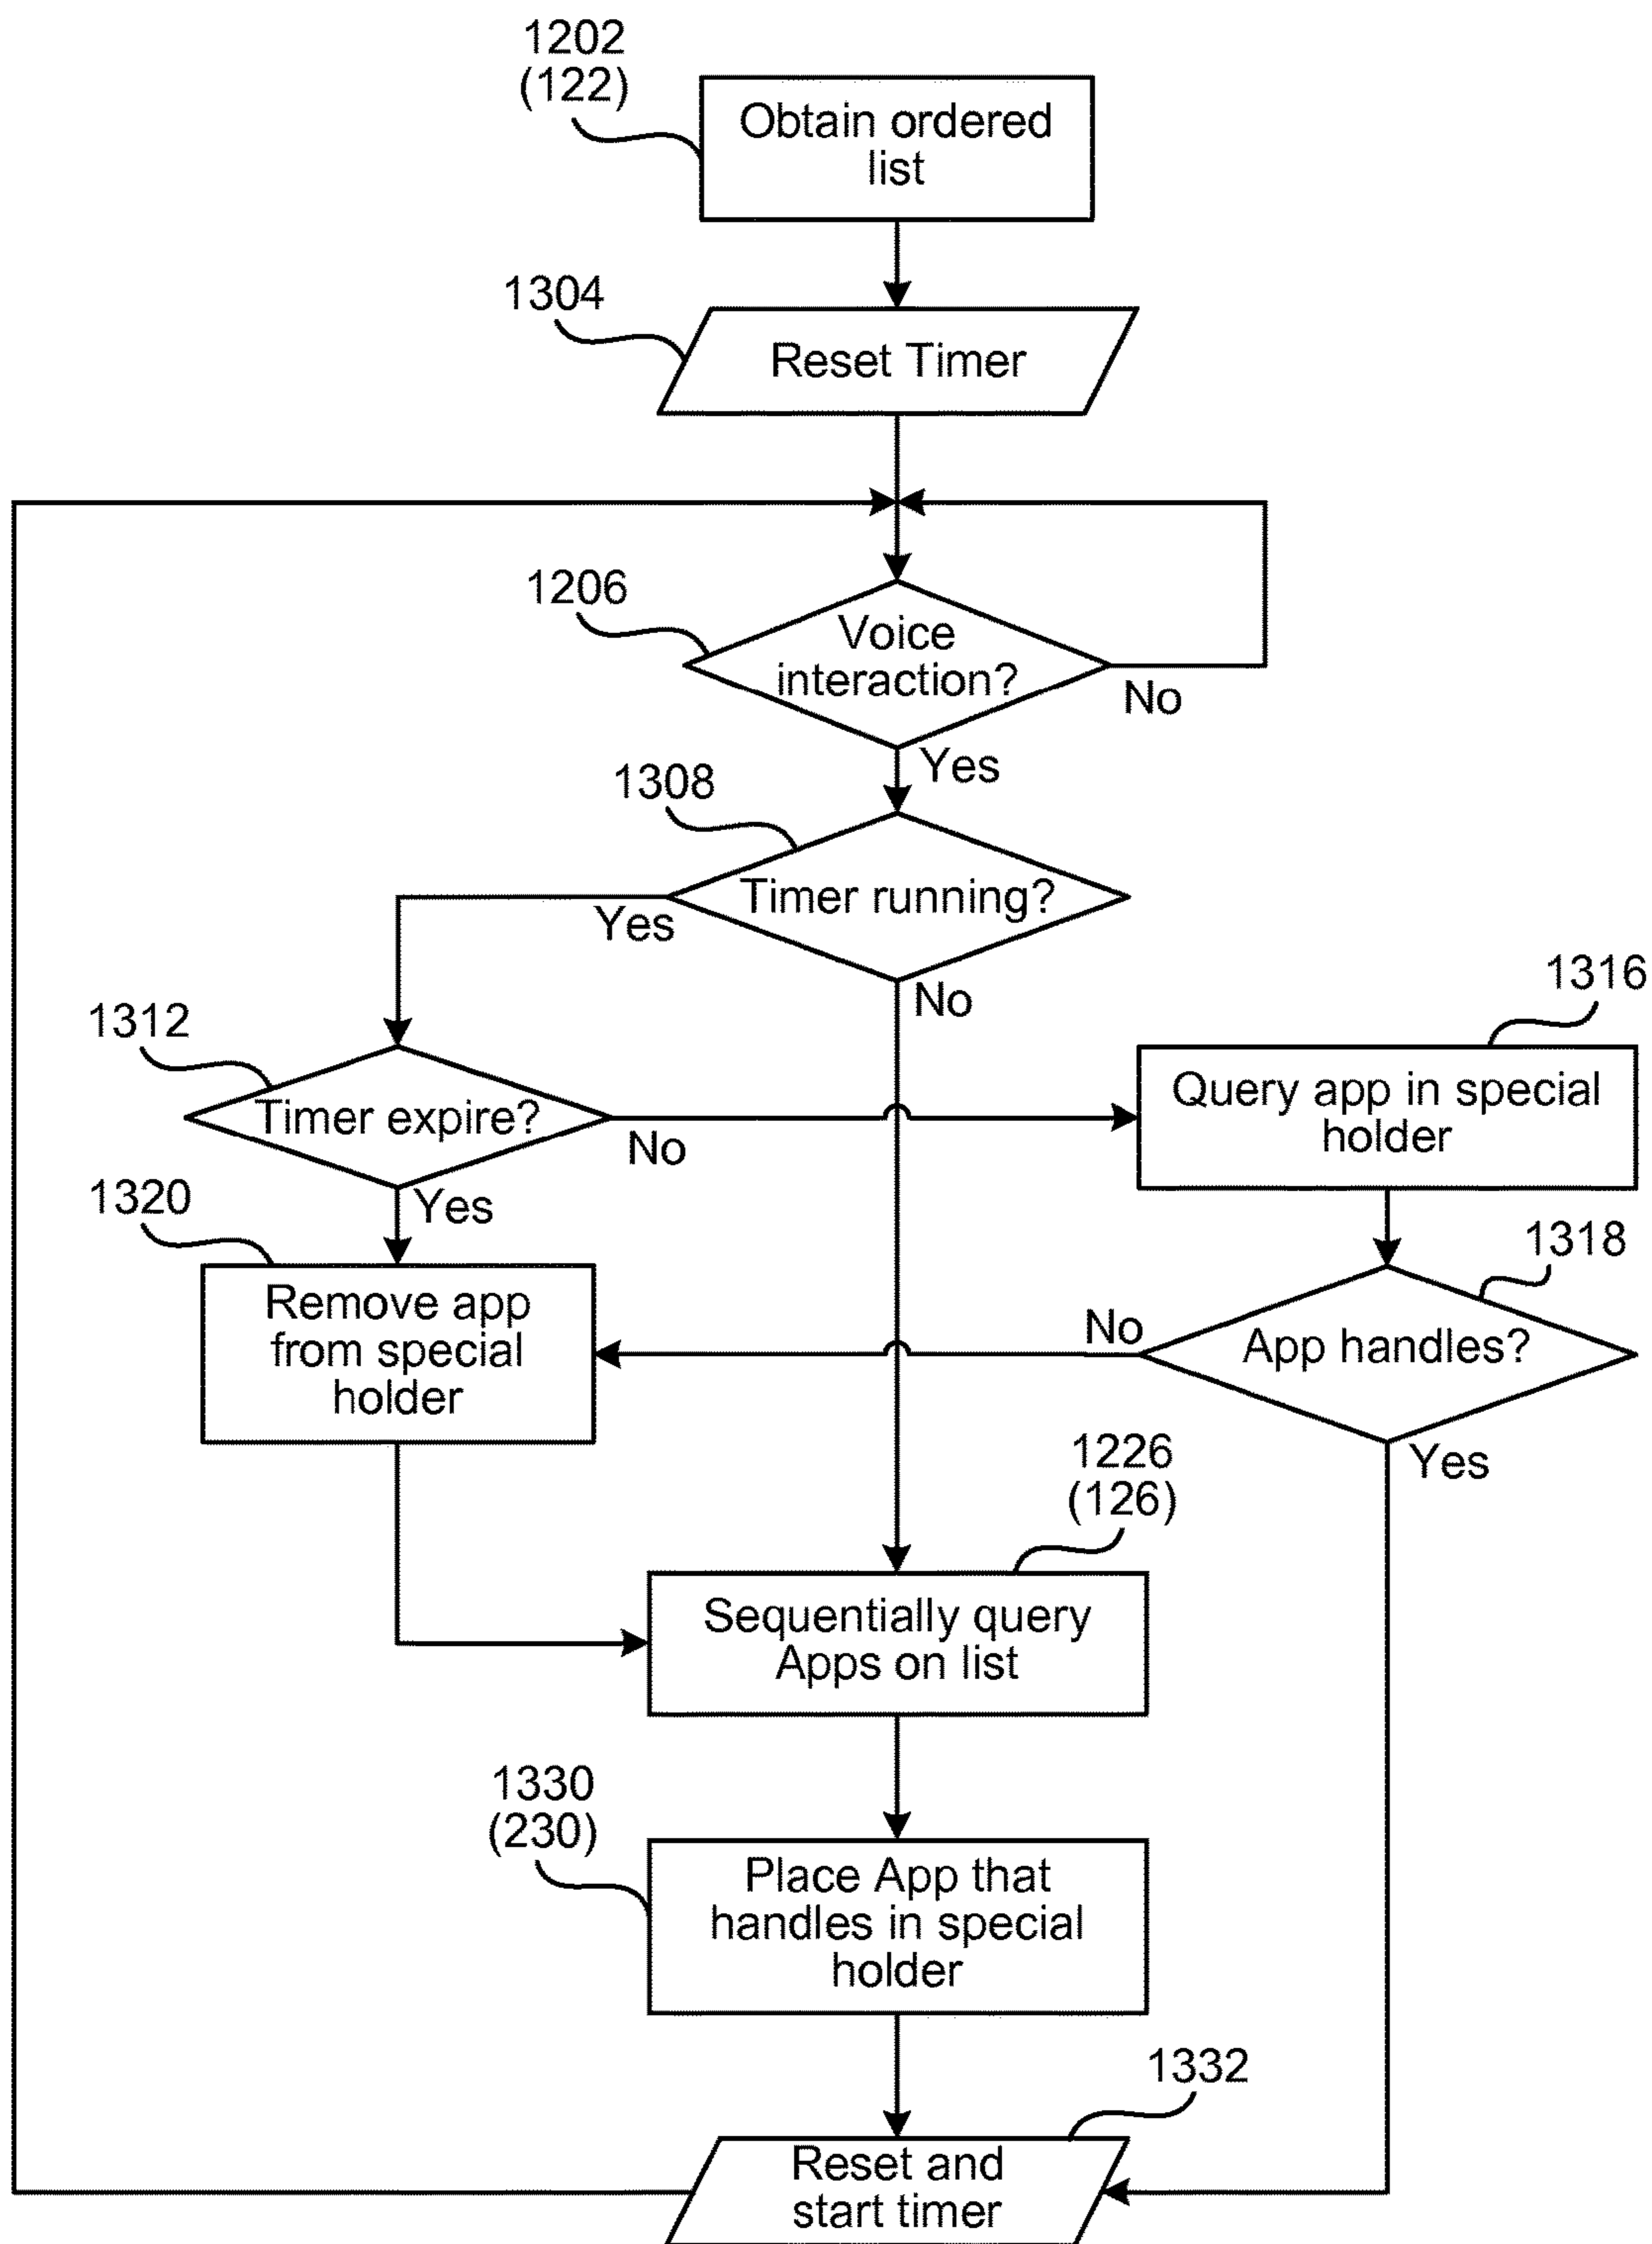 1202
(122)
Obtain ordered
list
1304
Reset Timer
1206
Voice
interaction?
No
Yes
1308
Timer running?
Yes
No
1312
Timer expire?
No
Yes
1316
Query app in special
holder
1318
App handles?
No
Yes
1320
Remove app
from special
holder
1226
(126)
Sequentially query
Apps on list
1330
(230)
Place App that
handles in special
holder
1332
Reset and
start timer